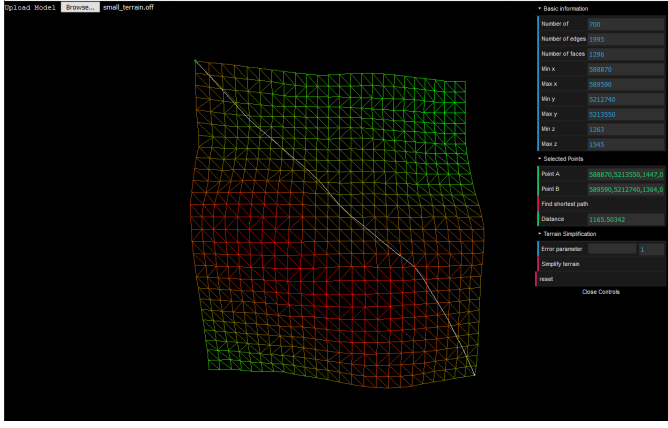 Upload Model Browse... small_terrain.off
Basic information
Number of 700
Number of edges 1995
Number of faces 1296
Min x 588870
Max x 589590
Min y 5212740
Max y 5213550
Min z 1263
Max z 1545
Selected Points
Point A 588870,5213550,1447,0
Point B 589590,5212740,1364,0
Find shortest path
Distance 1165.50342
Terrain Simplification
Error parameter 1
Simplify terrain
reset
Close Controls